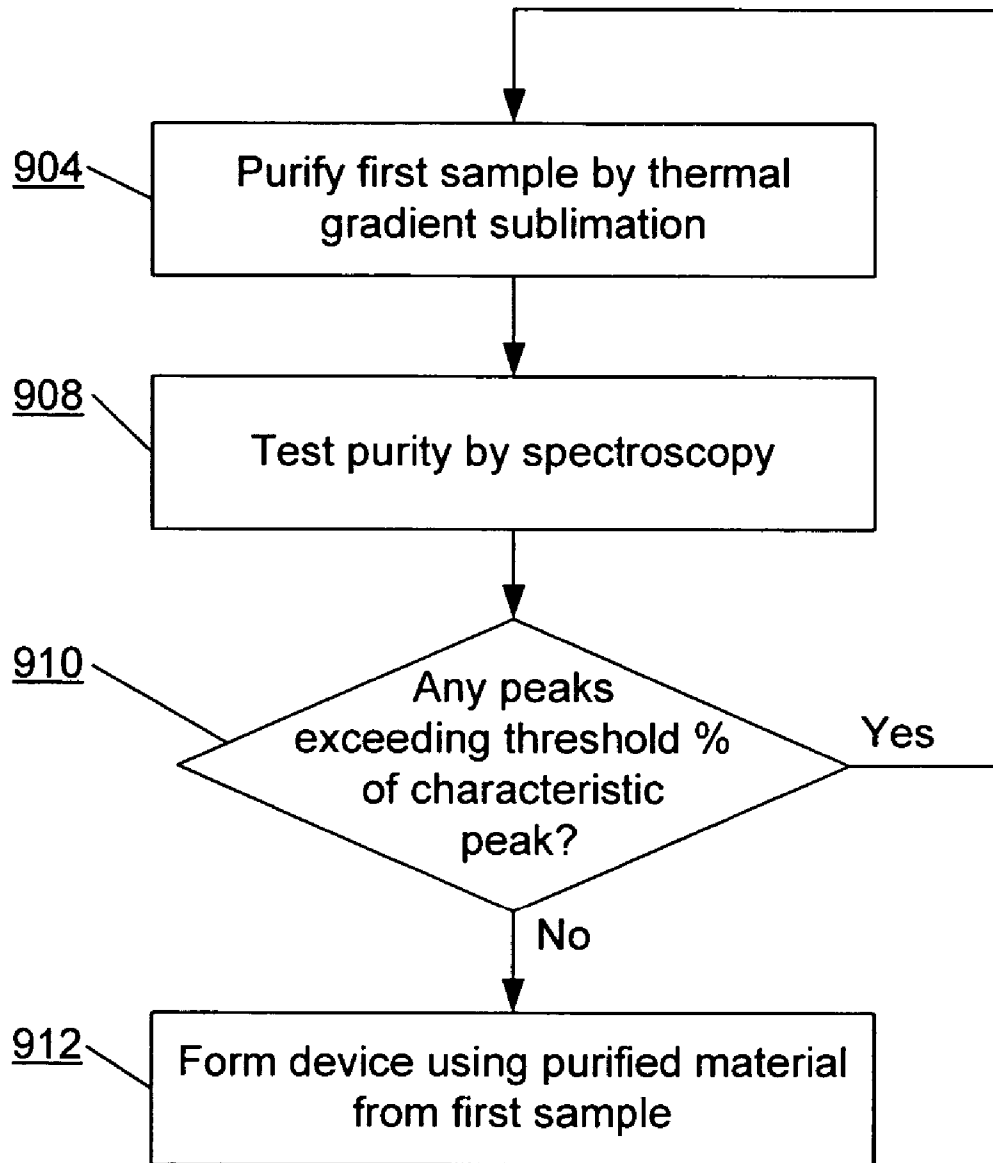 904
Purify first sample by thermal
gradient sublimation
908
Test purity by spectroscopy
910
Any peaks
exceeding threshold %
of characteristic
peak?
Yes
No
912
Form device using purified material
from first sample